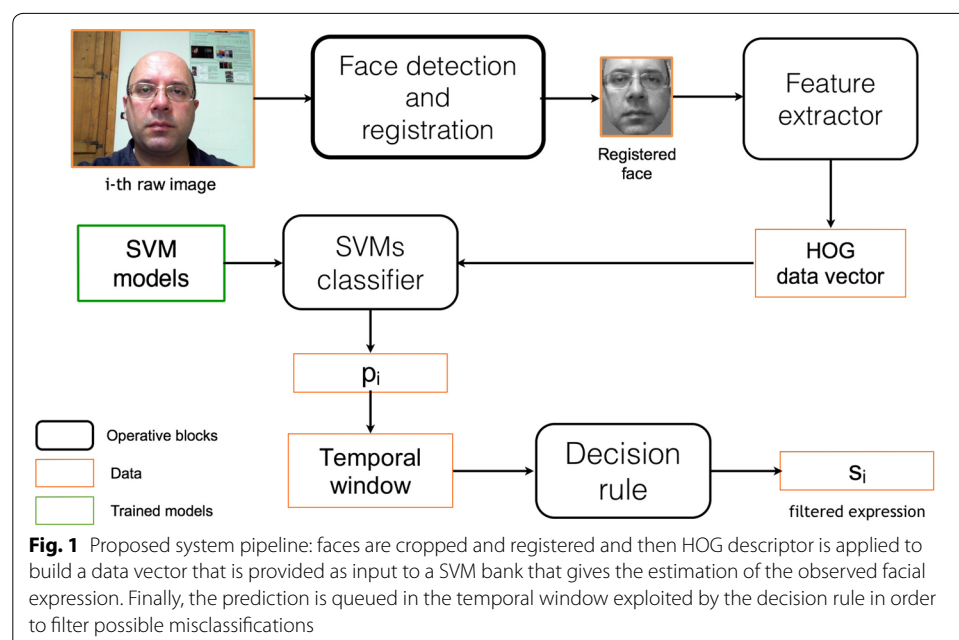 Face detection
and
registration
Feature
extractor
Registered
face
i-th raw image
SVM
models
SVMs
classifier
HOG
data vector
pi
Operative blocks
Data
Trained models
Temporal
window
Decision
rule
si
filtered expression
Fig. 1 Proposed system pipeline: faces are cropped and registered and then HOG descriptor is applied to
build a data vector that is provided as input to a SVM bank that gives the estimation of the observed facial
expression. Finally, the prediction is queued in the temporal window exploited by the decision rule in order
to filter possible misclassifications